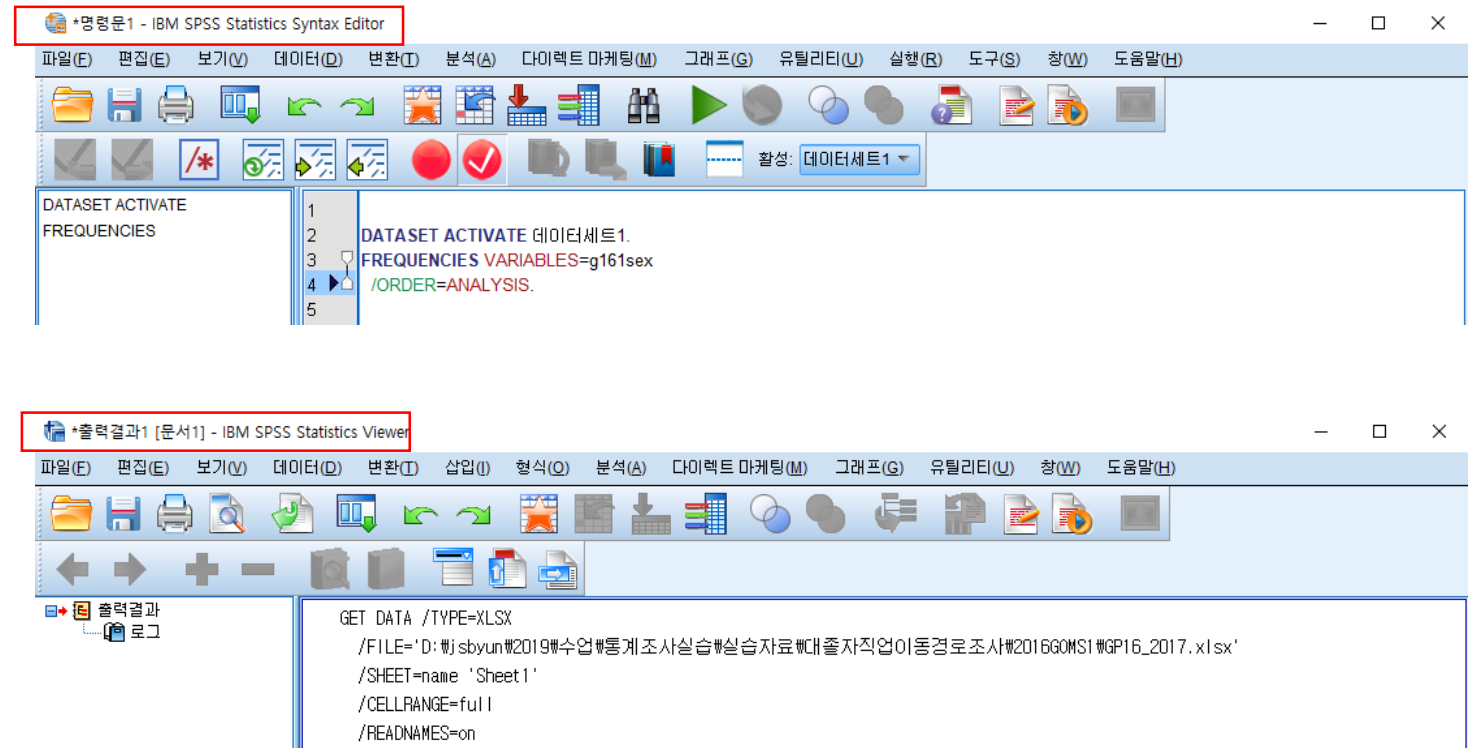 *명령문1 - IBM SPSS Statistics Syntax Editor
파일(F) 편집(E) 보기(V) 데이터(D) 변환(T) 분석(A) 다이렉트 마케팅(M) 그래프(G) 유틸리티(U) 실행(R) 도구(S) 창(W) 도움말(H)
활성: 데이터세트1
DATASET ACTIVATE
FREQUENCIES
1
2 DATASET ACTIVATE 데이터세트1.
3 FREQUENCIES VARIABLES=g161sex
4 /ORDER=ANALYSIS.
5
*출력결과1 [문서1] - IBM SPSS Statistics Viewer
파일(F) 편집(E) 보기(V) 데이터(D) 변환(T) 삽입(I) 형식(O) 분석(A) 다이렉트 마케팅(M) 그래프(G) 유틸리티(U) 창(W) 도움말(H)
출력결과
로그
GET DATA /TYPE=XLSX
/FILE='D:₩jsbyun₩2019₩수업₩통계조사실습₩실습자료₩대졸자직업이동경로조사₩2016GOMS1₩GP16_2017.xlsx'
/SHEET=name 'Sheet1'
/CELLRANGE=full
/READNAMES=on